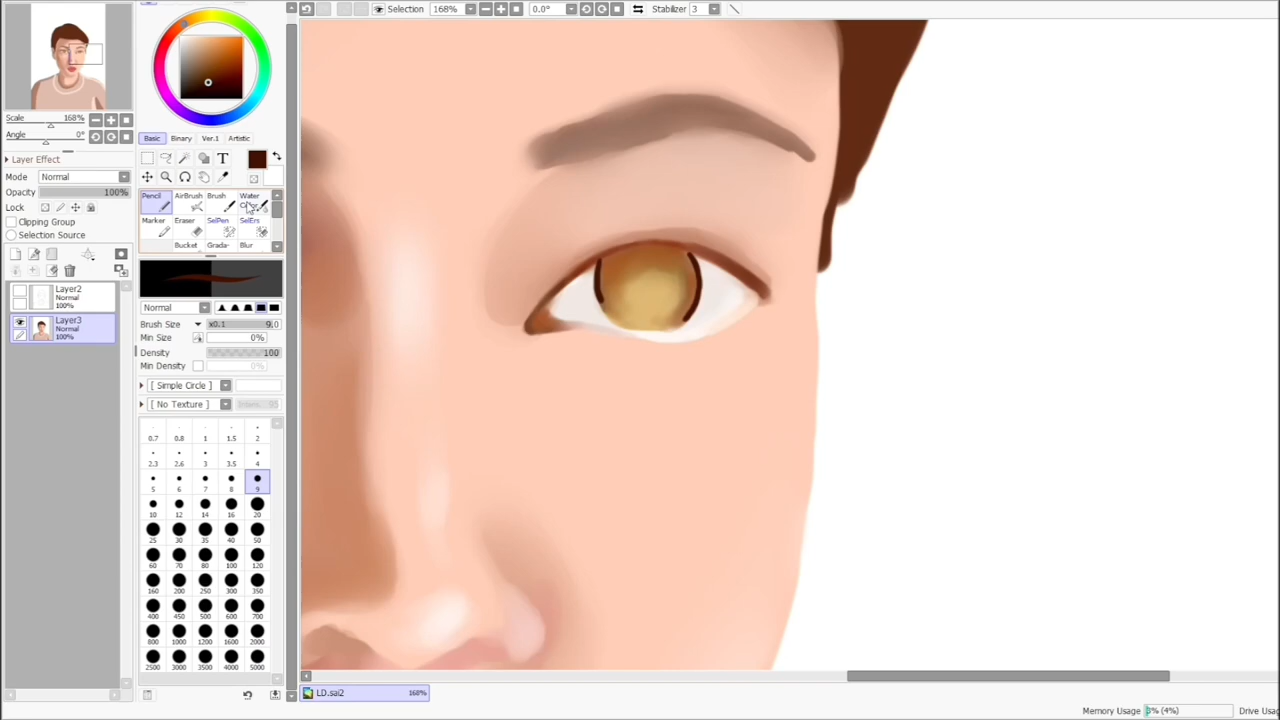 Selection 168% 0.0° Stabilizer 3
Scale 168%
Angle 0°
Layer Effect
Mode Normal
Opacity 100%
Lock
Clipping Group
Selection Source
Layer2
Normal
100%
Layer3
Normal
100%
Basic Binary Ver.1 Artistic
T
Pencil AirBrush Brush Water
Color
Marker Eraser SelPen SelErs
Bucket Grada- Blur
Normal
Brush Size x0.1 9.0
Min Size 0%
Density 100
Min Density 0%
[ Simple Circle ]
[ No Texture ] 95
0.7 0.8 1 1.5 2
2.3 2.6 3 3.5 4
5 6 7 8 9
10 12 14 16 20
25 30 35 40 50
60 70 80 100 120
160 200 250 300 350
400 450 500 600 700
800 1000 1200 1600 2000
2500 3000 3500 4000 5000
LD.sai2 168%
Memory Usage 3% (4%) Drive Usag